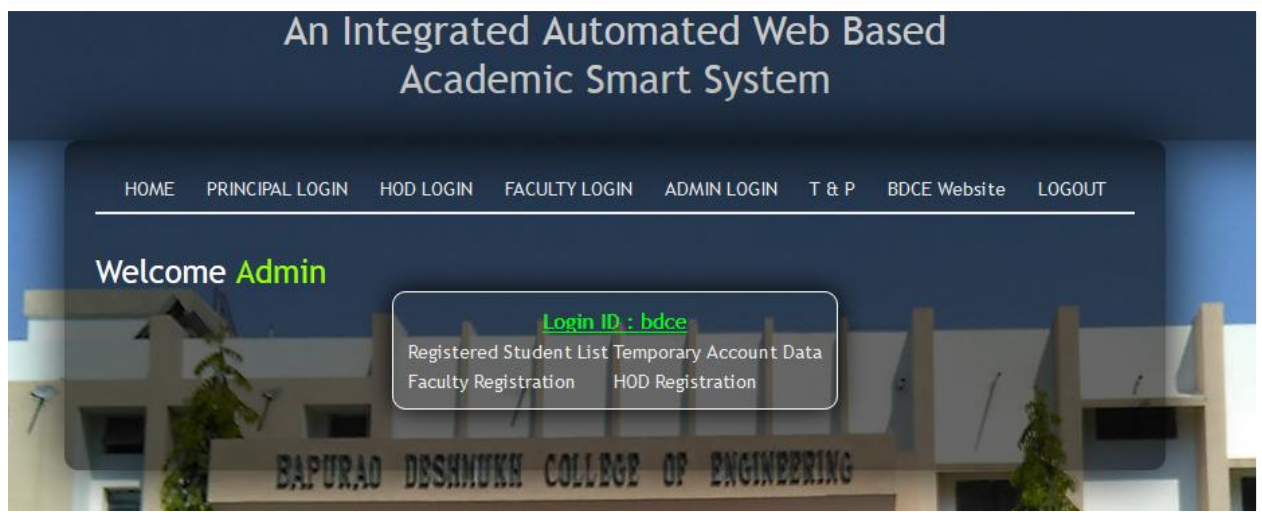 An Integrated Automated Web Based
Academic Smart System
HOME PRINCIPAL LOGIN HOD LOGIN FACULTY LOGIN ADMIN LOGIN T & P BDCE Website LOGOUT
Welcome Admin
Login ID : bdce
Registered Student List Temporary Account Data
Faculty Registration HOD Registration
BAPURAO DESHMUKH COLLEGE OF ENGINEERING